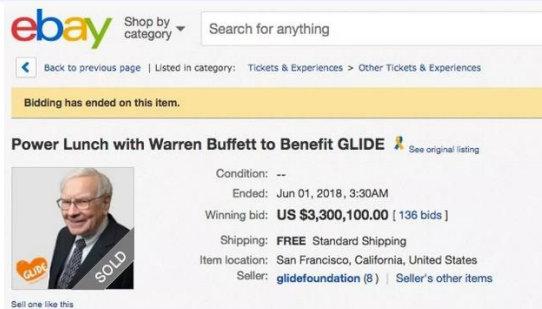 ebay
Shop by
category
Search for anything
Back to previous page | Listed in category: Tickets & Experiences > Other Tickets & Experiences
Bidding has ended on this item.
Power Lunch with Warren Buffett to Benefit GLIDE See original listing
Condition: --
Ended: Jun 01, 2018, 3:30AM
Winning bid: US $3,300,100.00 [ 136 bids ]
Shipping: FREE Standard Shipping
Item location: San Francisco, California, United States
Seller: glidefoundation (8) | Seller's other items
GLIDE
SOLD
Sell one like this